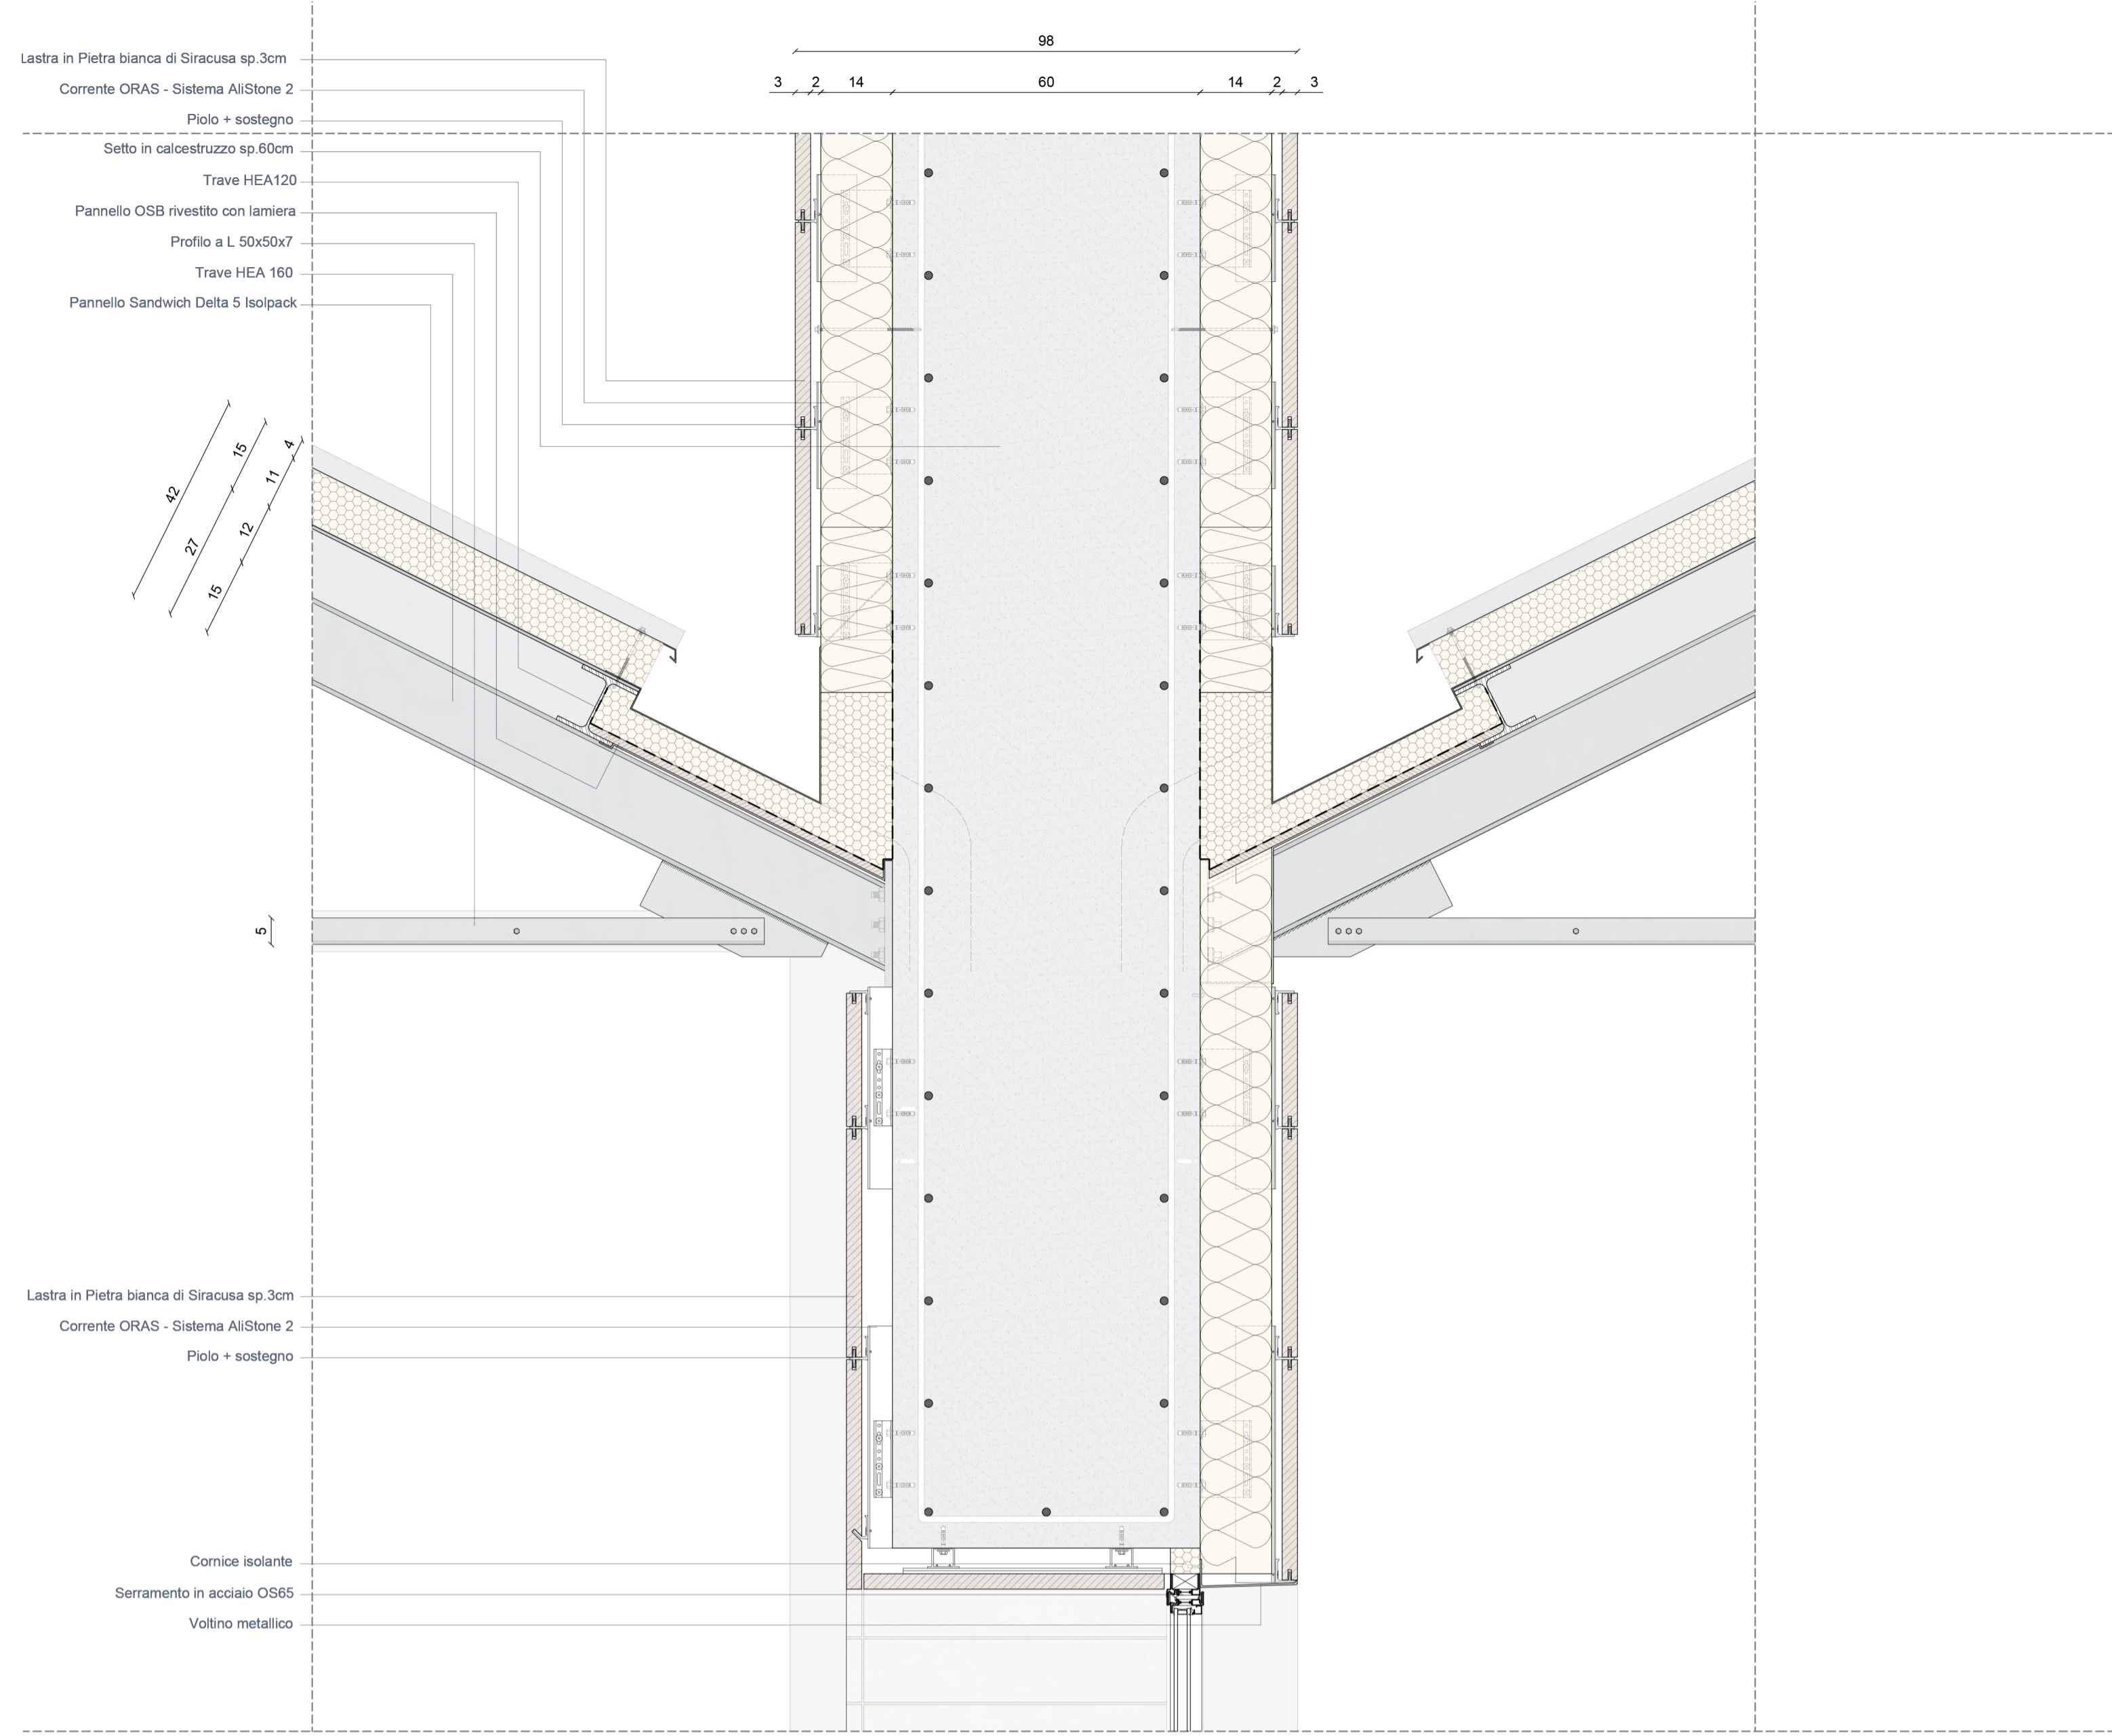 98
3 2 14 60 14 2 3
Lastra in Pietra bianca di Siracusa sp.3cm
Corrente ORAS - Sistema AliStone 2
Piolo + sostegno
Setto in calcestruzzo sp.60cm
Trave HEA120
Pannello OSB rivestito con lamiera
Profilo a L 50x50x7
Trave HEA 160
Pannello Sandwich Delta 5 Isolpack
42
15
27
4
11
12
15
5
Lastra in Pietra bianca di Siracusa sp.3cm
Corrente ORAS - Sistema AliStone 2
Piolo + sostegno
Cornice isolante
Serramento in acciaio OS65
Voltino metallico